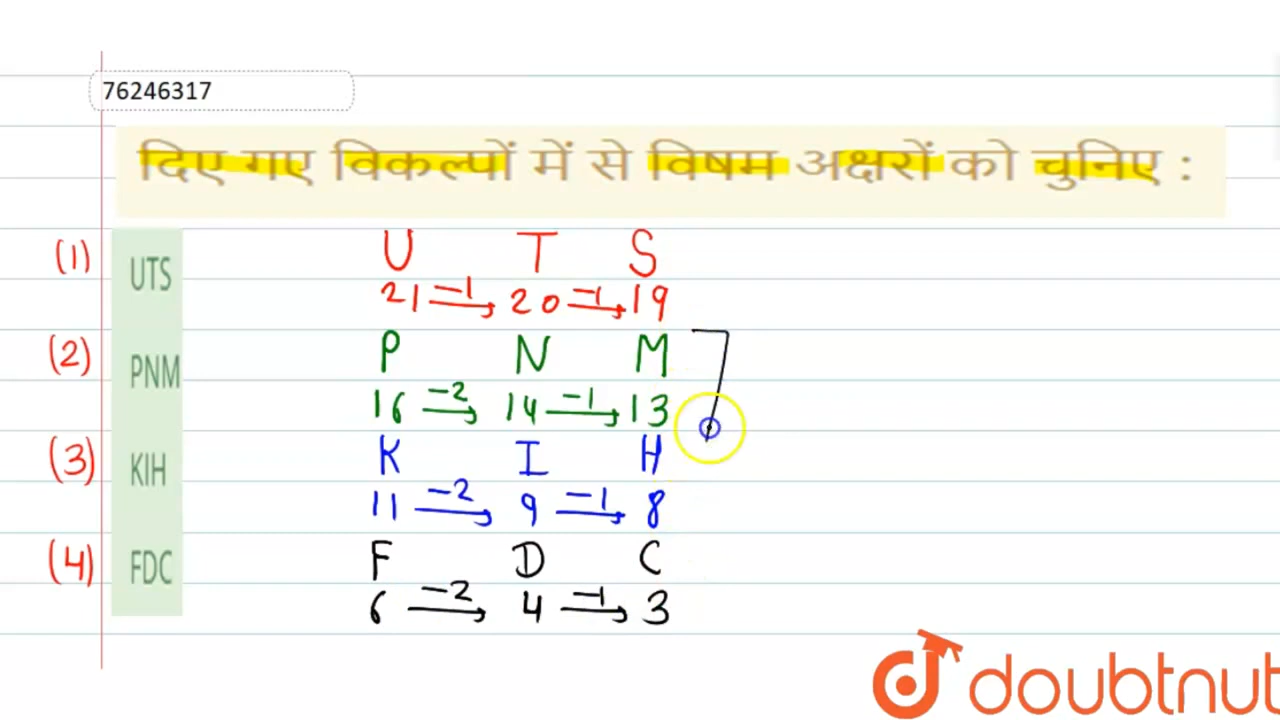 76246317
दिए गए विकल्पों में से विषम अक्षरों को चुनिए :
(1) UTS U T S
21 -1 20 -1 19
(2) PNM P N M
16 -2 14 -1 13
(3) KIH K I H
11 -2 9 -1 8
(4) FDC F D C
6 -2 4 -1 3
doubtnut